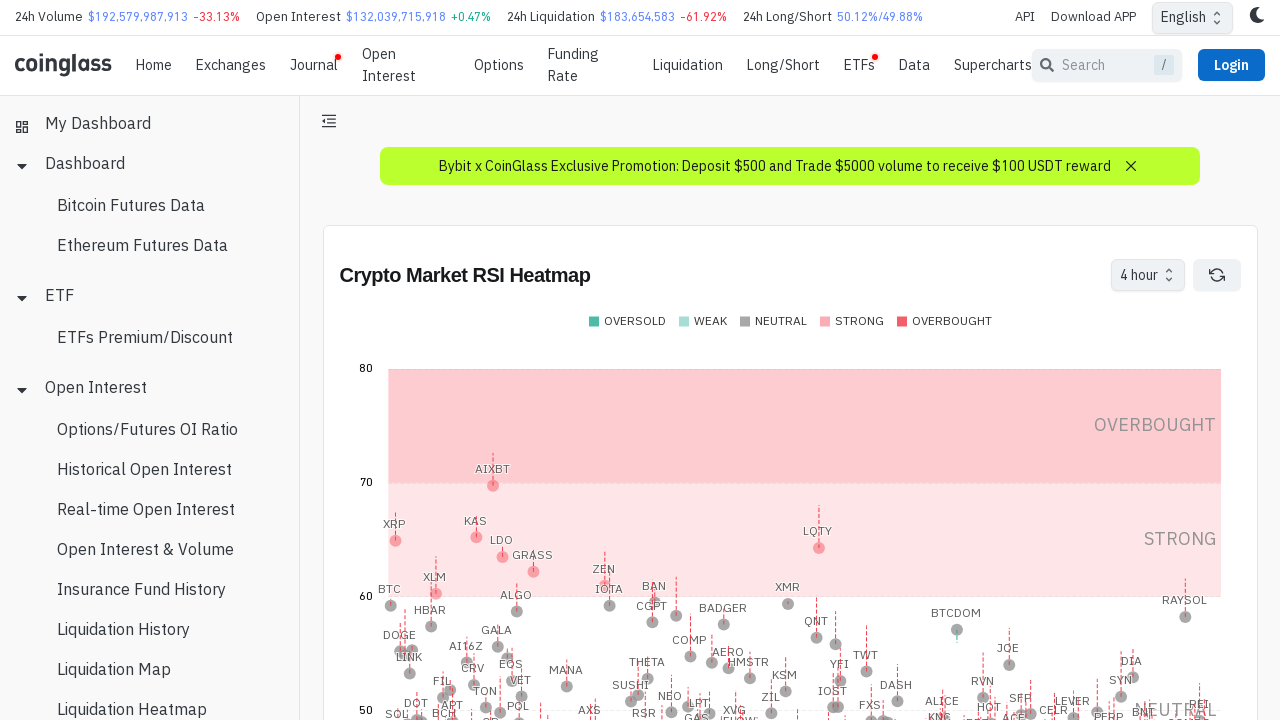 24h Volume $192,579,987,913 -33.13% Open Interest $132,039,715,918 +0.47% 24h Liquidation $183,654,583 -61.92% 24h Long/Short 50.12%/49.88% API Download APP English
coinglass Home Exchanges Journal Open Interest Options Funding Rate Liquidation Long/Short ETFs Data Supercharts Search / Login
My Dashboard
Dashboard
Bitcoin Futures Data
Ethereum Futures Data
ETF
ETFs Premium/Discount
Open Interest
Options/Futures OI Ratio
Historical Open Interest
Real-time Open Interest
Open Interest & Volume
Insurance Fund History
Liquidation History
Liquidation Map
Liquidation Heatmap
Bybit x CoinGlass Exclusive Promotion: Deposit $500 and Trade $5000 volume to receive $100 USDT reward
Crypto Market RSI Heatmap 4 hour
OVERSOLD WEAK NEUTRAL STRONG OVERBOUGHT
80
OVERBOUGHT
AIXBT
70
XRP KAS LQTY
LDO STRONG
GRASS
ZEN
XLM
BTC IOTA BAN XMR
60 ALGO RAYSOL
HBAR CGPT BADGER BTCDOM
QNT
DOGE GALA
COMP
LINK AI16Z AERO TWT JOE
EOS THETA HMSTR YFI DIA
CRV MANA KSM
FIL VET SUSHI DASH RVN SYN
TON NEO ZIL IOST
DOT APT POL LPT FXS ALICE SFP LEVER
50 SOL BCH AXS RSR XVG HOT CELR NEUTRAL
GAS KNC ACE PERP BNT